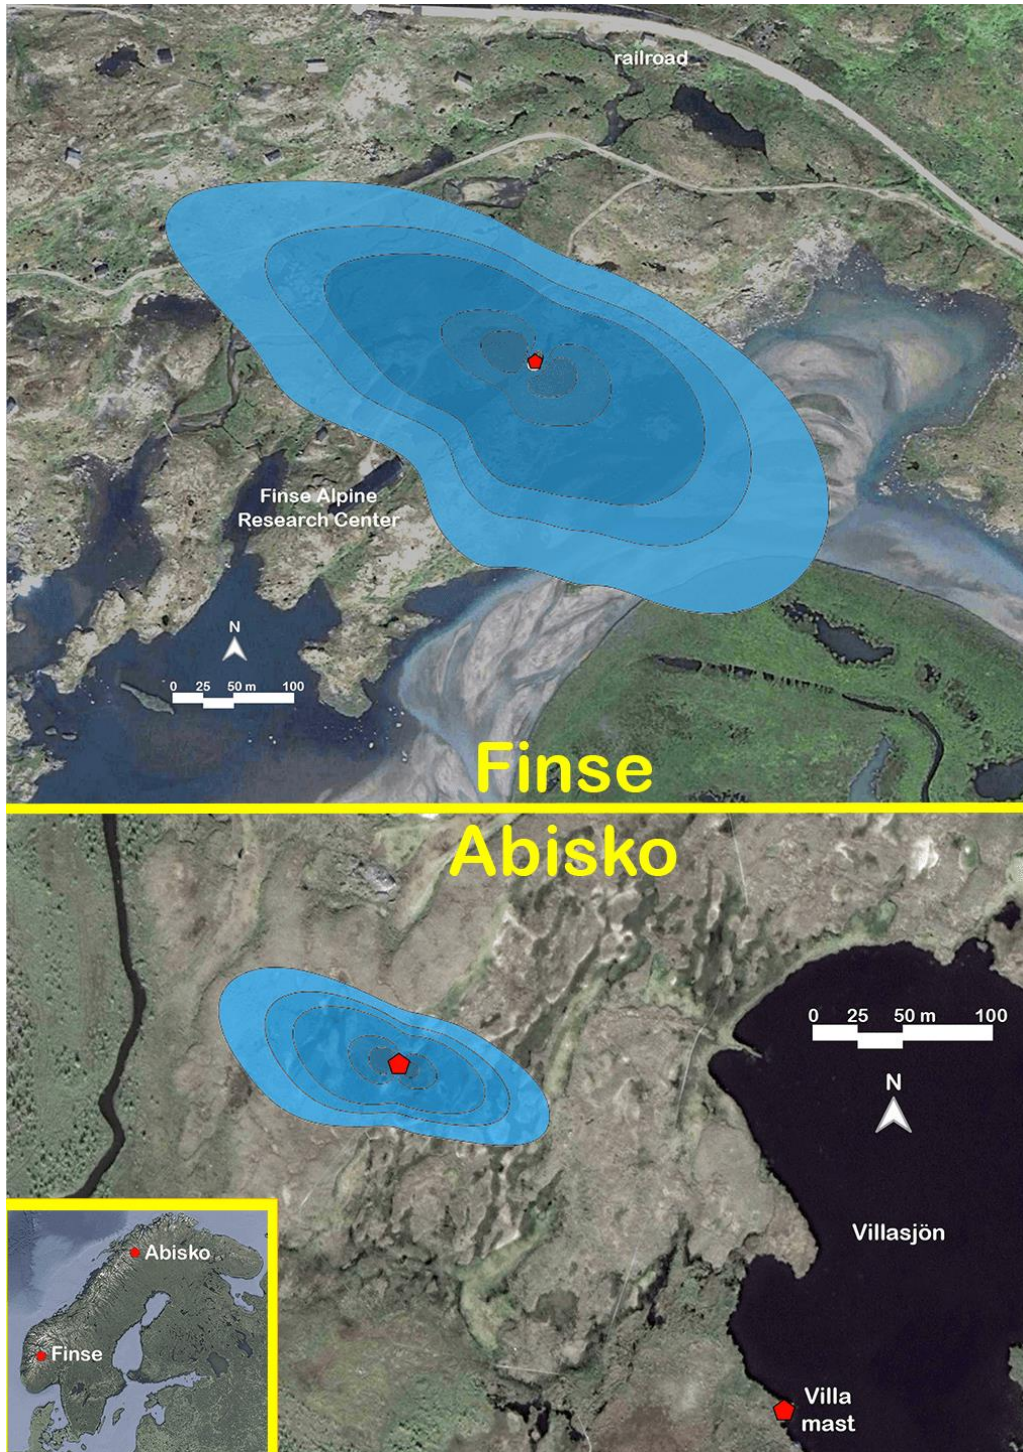 railroad
Finse Alpine
Research Center
N
0 25 50 m 100
Finse
Abisko
0 25 50 m 100
N
Villasjön
Abisko
Finse
Villa
mast